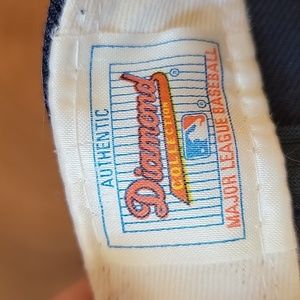 AUTHENTIC
Diamond
COLLECTION
®
®
MAJOR LEAGUE BASEBALL